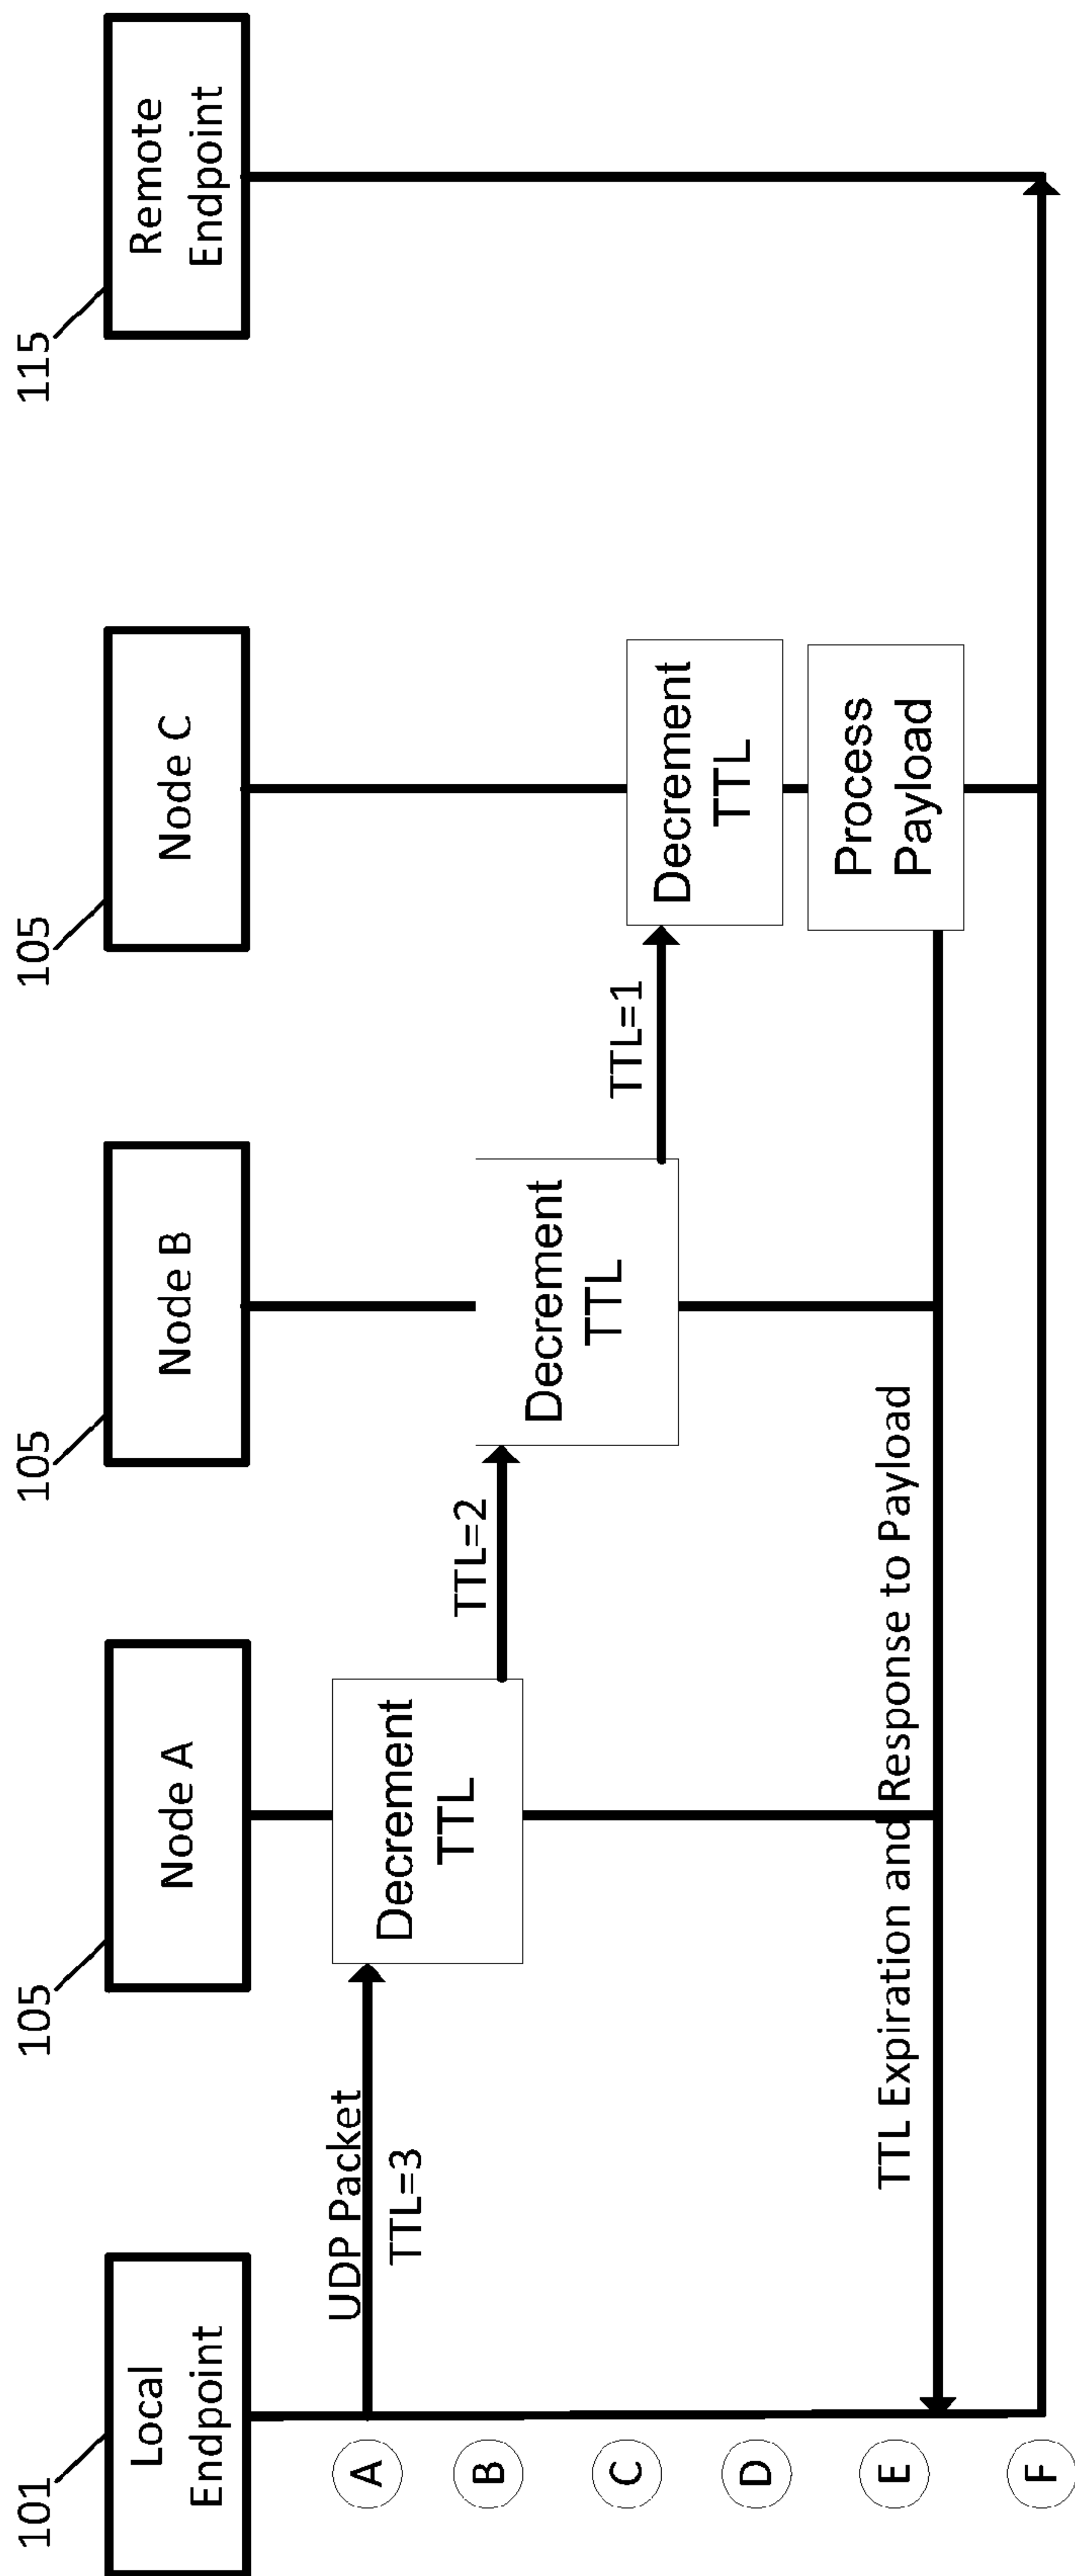 101
105
105
105
115
Local
Endpoint
Node A
Node B
Node C
Remote
Endpoint
A
UDP Packet
TTL=3
Decrement
TTL
B
TTL=2
Decrement
TTL
C
TTL=1
Decrement
TTL
D
Process
Payload
E
TTL Expiration and Response to Payload
F